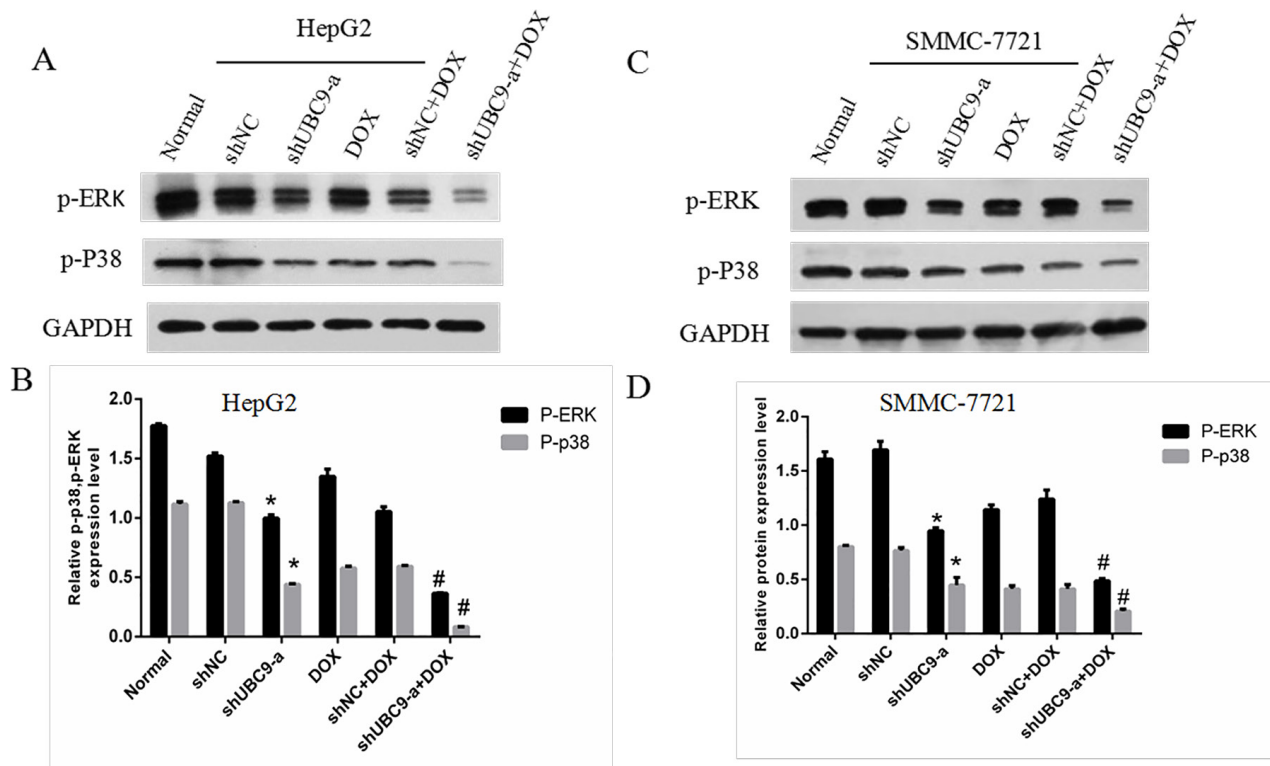 A
HepG2
Normal
shNC
shUBC9-a
DOX
shNC+DOX
shUBC9-a+DOX
p-ERK
p-P38
GAPDH
B
HepG2
P-ERK
P-p38
Relative p-p38,p-ERK
expression level
2.0
1.5
1.0
0.5
0.0
*
*
#
#
Normal
shNC
shUBC9-a
DOX
shNC+DOX
shUBC9-a+DOX
C
SMMC-7721
Normal
shNC
shUBC9-a
DOX
shNC+DOX
shUBC9-a+DOX
p-ERK
p-P38
GAPDH
D
SMMC-7721
P-ERK
P-p38
Relative protein expression level
2.0
1.5
1.0
0.5
0.0
*
*
#
#
Normal
shNC
shUBC9-a
DOX
shNC+DOX
shUBC9-a+DOX